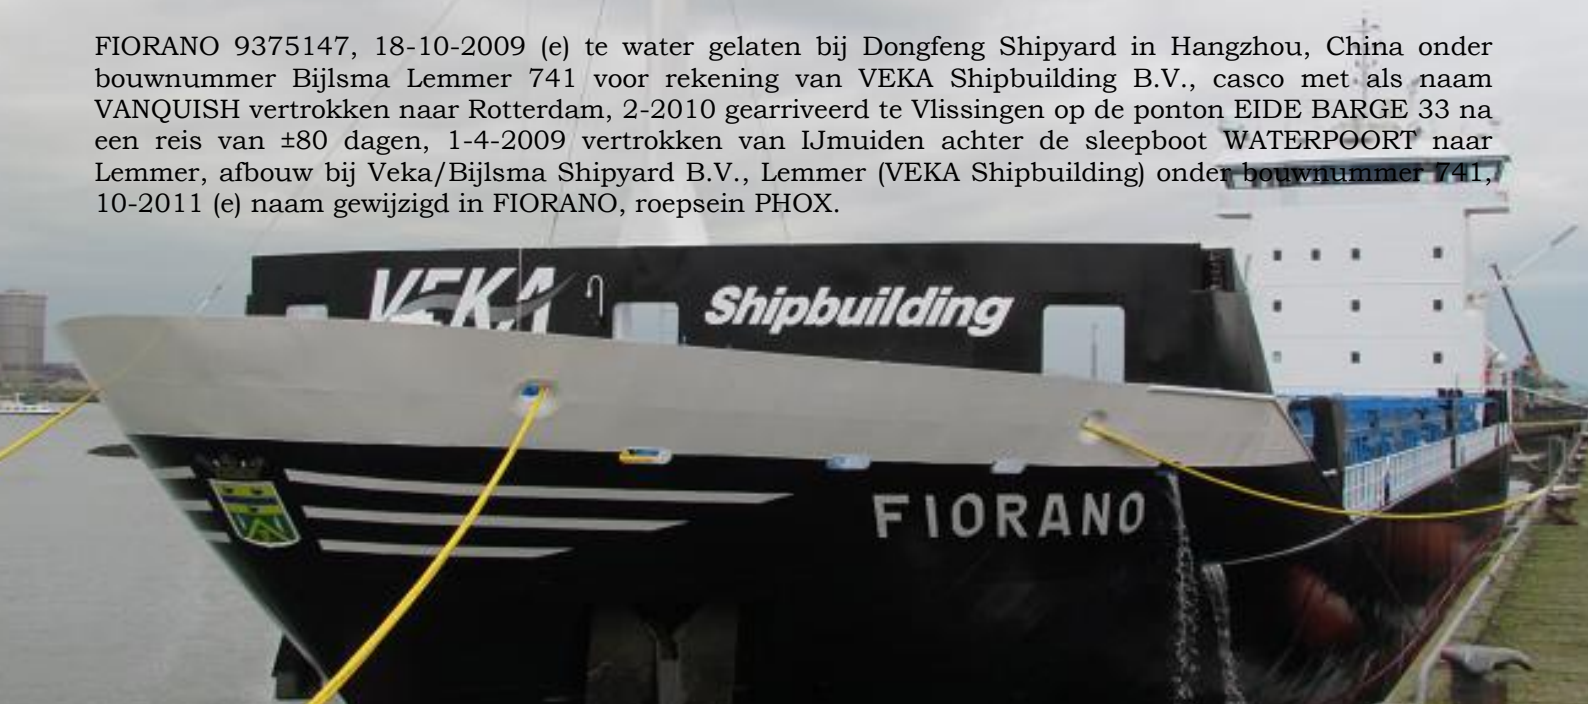 FIORANO 9375147, 18-10-2009 (e) te water gelaten bij Dongfeng Shipyard in Hangzhou, China onder
bouwnummer Bijlsma Lemmer 741 voor rekening van VEKA Shipbuilding B.V., casco met als naam
VANQUISH vertrokken naar Rotterdam, 2-2010 gearriveerd te Vlissingen op de ponton EIDE BARGE 33 na
een reis van ±80 dagen, 1-4-2009 vertrokken van IJmuiden achter de sleepboot WATERPOORT naar
Lemmer, afbouw bij Veka/Bijlsma Shipyard B.V., Lemmer (VEKA Shipbuilding) onder bouwnummer 741,
10-2011 (e) naam gewijzigd in FIORANO, roepsein PHOX.
VEKA Shipbuilding
FIORANO